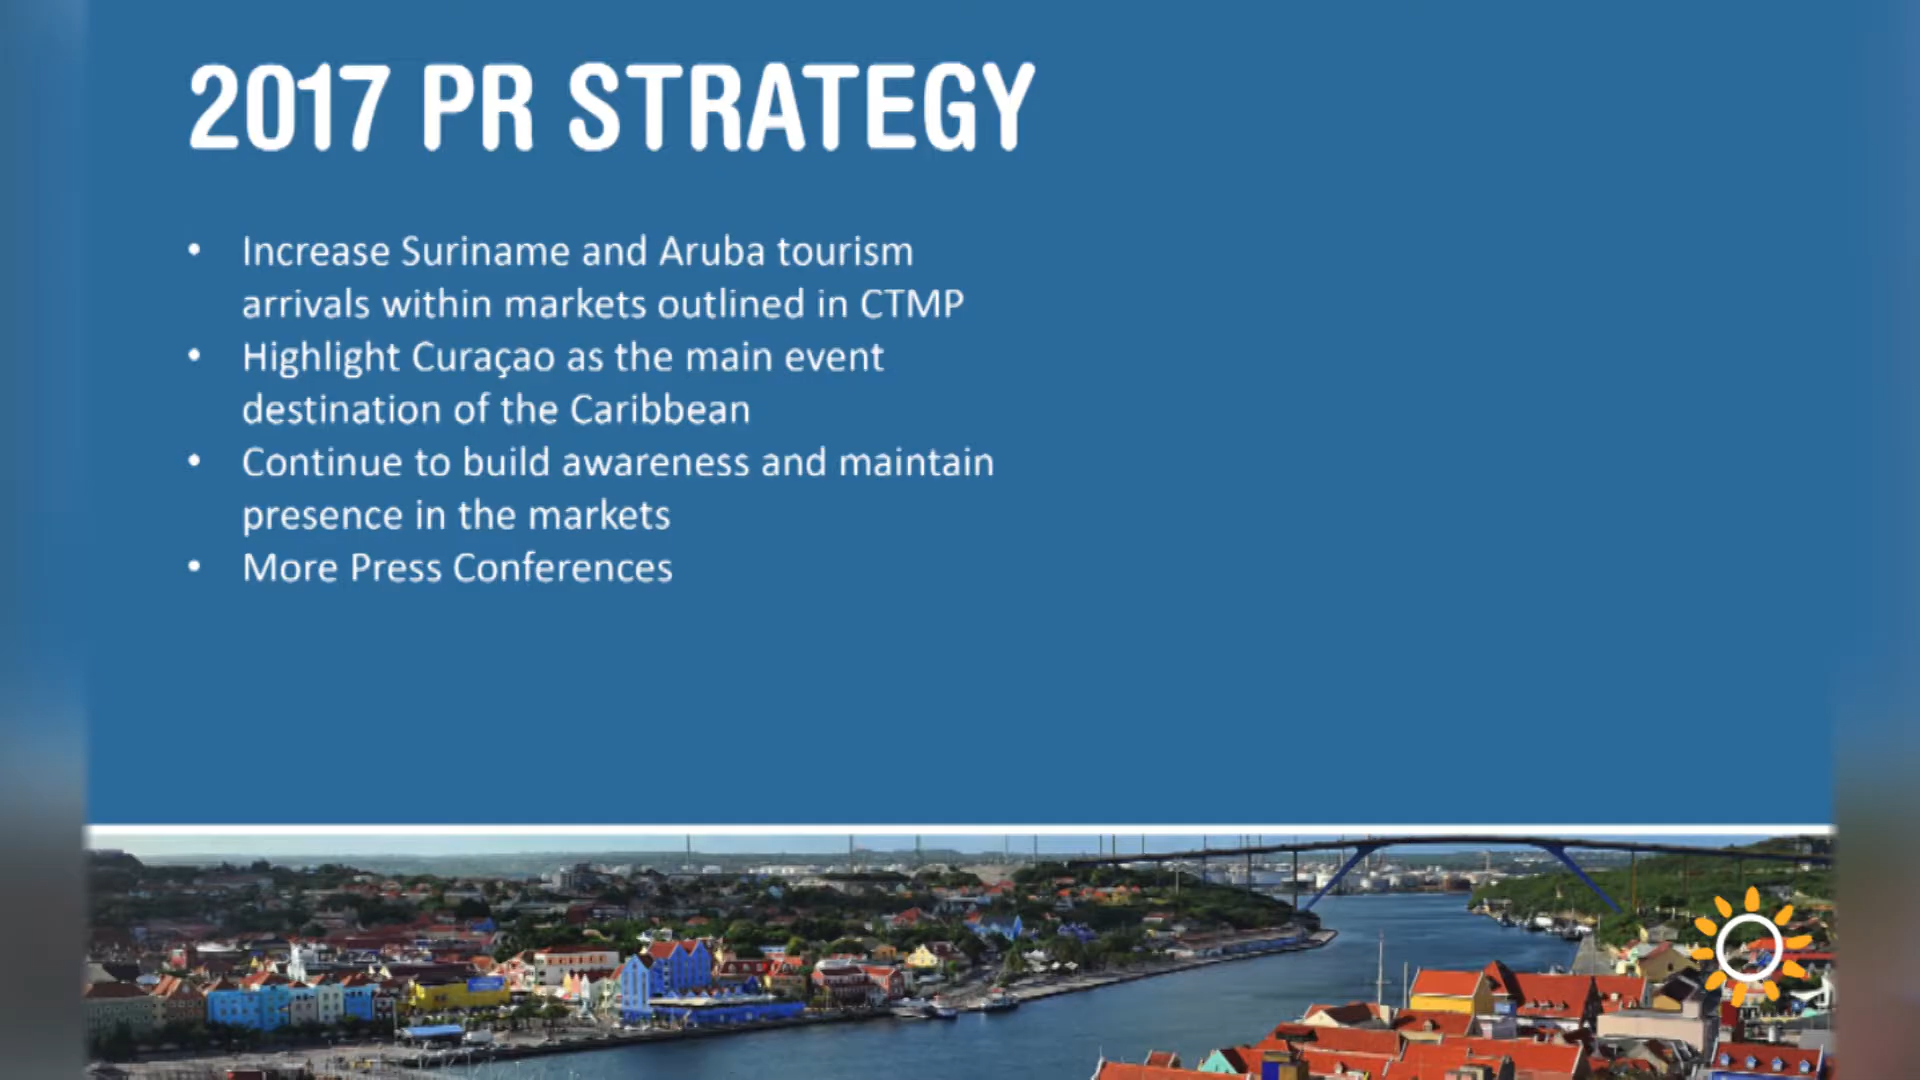 2017 PR STRATEGY
• Increase Suriname and Aruba tourism
arrivals within markets outlined in CTMP
• Highlight Curaçao as the main event
destination of the Caribbean
• Continue to build awareness and maintain
presence in the markets
• More Press Conferences